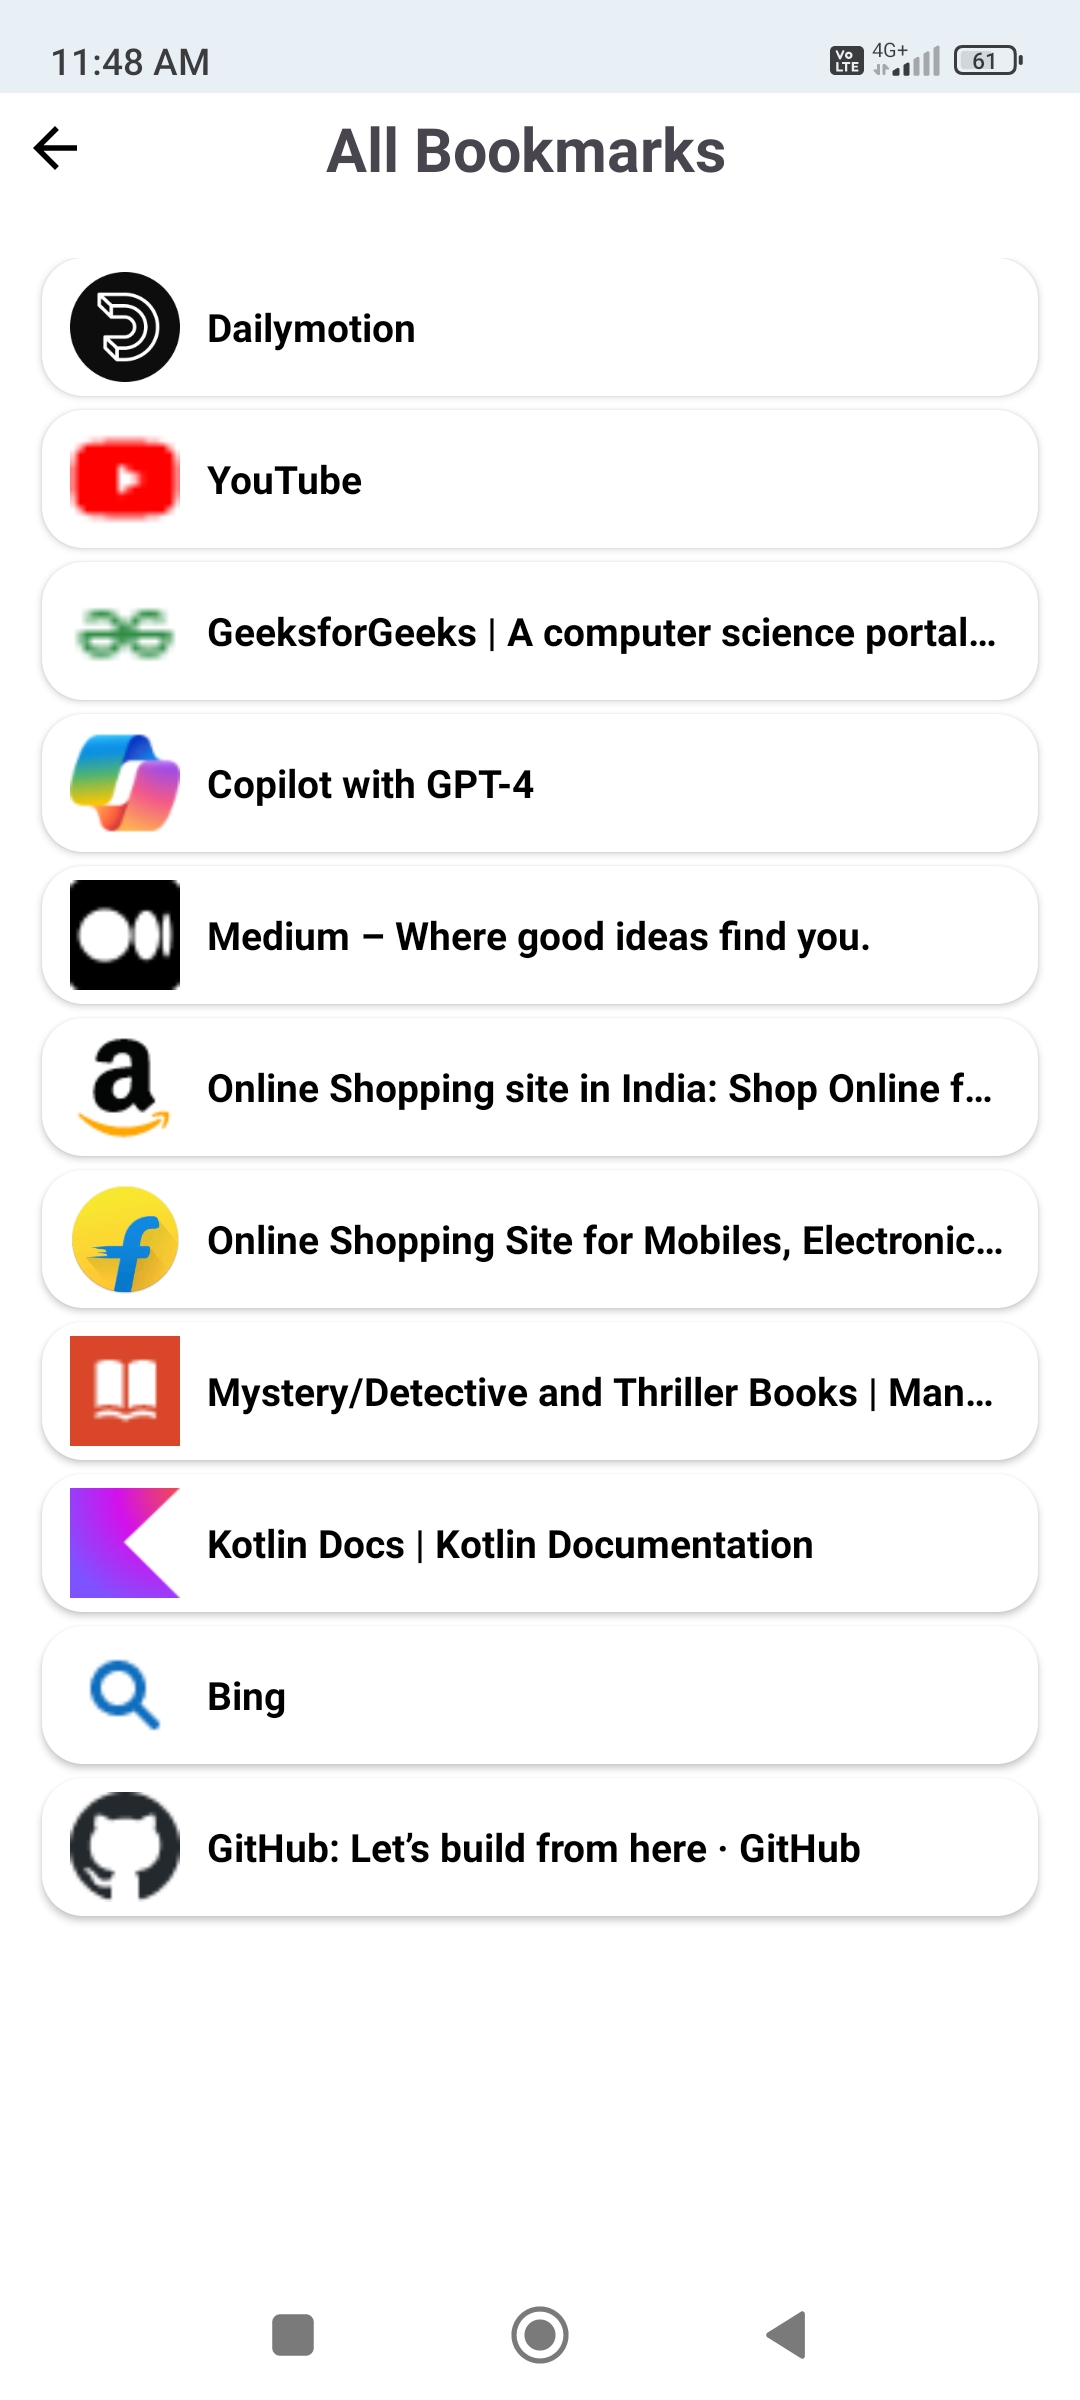 11:48 AM
Vo LTE 4G+ 61
All Bookmarks
Dailymotion
YouTube
GeeksforGeeks | A computer science portal...
Copilot with GPT-4
Medium – Where good ideas find you.
Online Shopping site in India: Shop Online f...
Online Shopping Site for Mobiles, Electronic...
Mystery/Detective and Thriller Books | Man...
Kotlin Docs | Kotlin Documentation
Bing
GitHub: Let’s build from here · GitHub